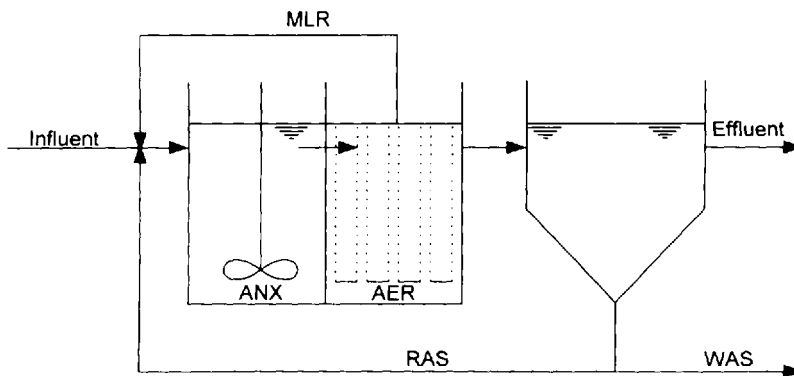 MLR
Influent
Effluent
ANX
AER
RAS
WAS